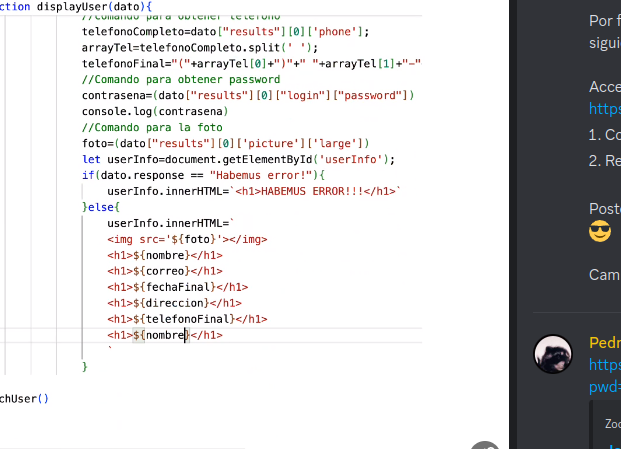 ction displayUser(dato){
//Comando para obtener telefono
telefonoCompleto=dato["results"][0]['phone'];
arrayTel=telefonoCompleto.split(' ');
telefonoFinal="("+arrayTel[0]+")"+" "+arrayTel[1]+"-"
//Comando para obtener password
contrasena=(dato["results"][0]["login"]["password"])
console.log(contrasena)
//Comando para la foto
foto=(dato["results"][0]['picture']['large'])
let userInfo=document.getElementById('userInfo');
if(dato.response == "Habemus error!"){
userInfo.innerHTML=`<h1>HABEMUS ERROR!!!</h1>`
}else{
userInfo.innerHTML=`
<img src='${foto}'></img>
<h1>${nombre}</h1>
<h1>${correo}</h1>
<h1>${fechaFinal}</h1>
<h1>${direccion}</h1>
<h1>${telefonoFinal}</h1>
<h1>${nombre}</h1>
`
}
chUser()
Por f
sigui
Acce
https
1. Co
2. Re
Poste
Cam
Pedr
https
pwd=
Zoo